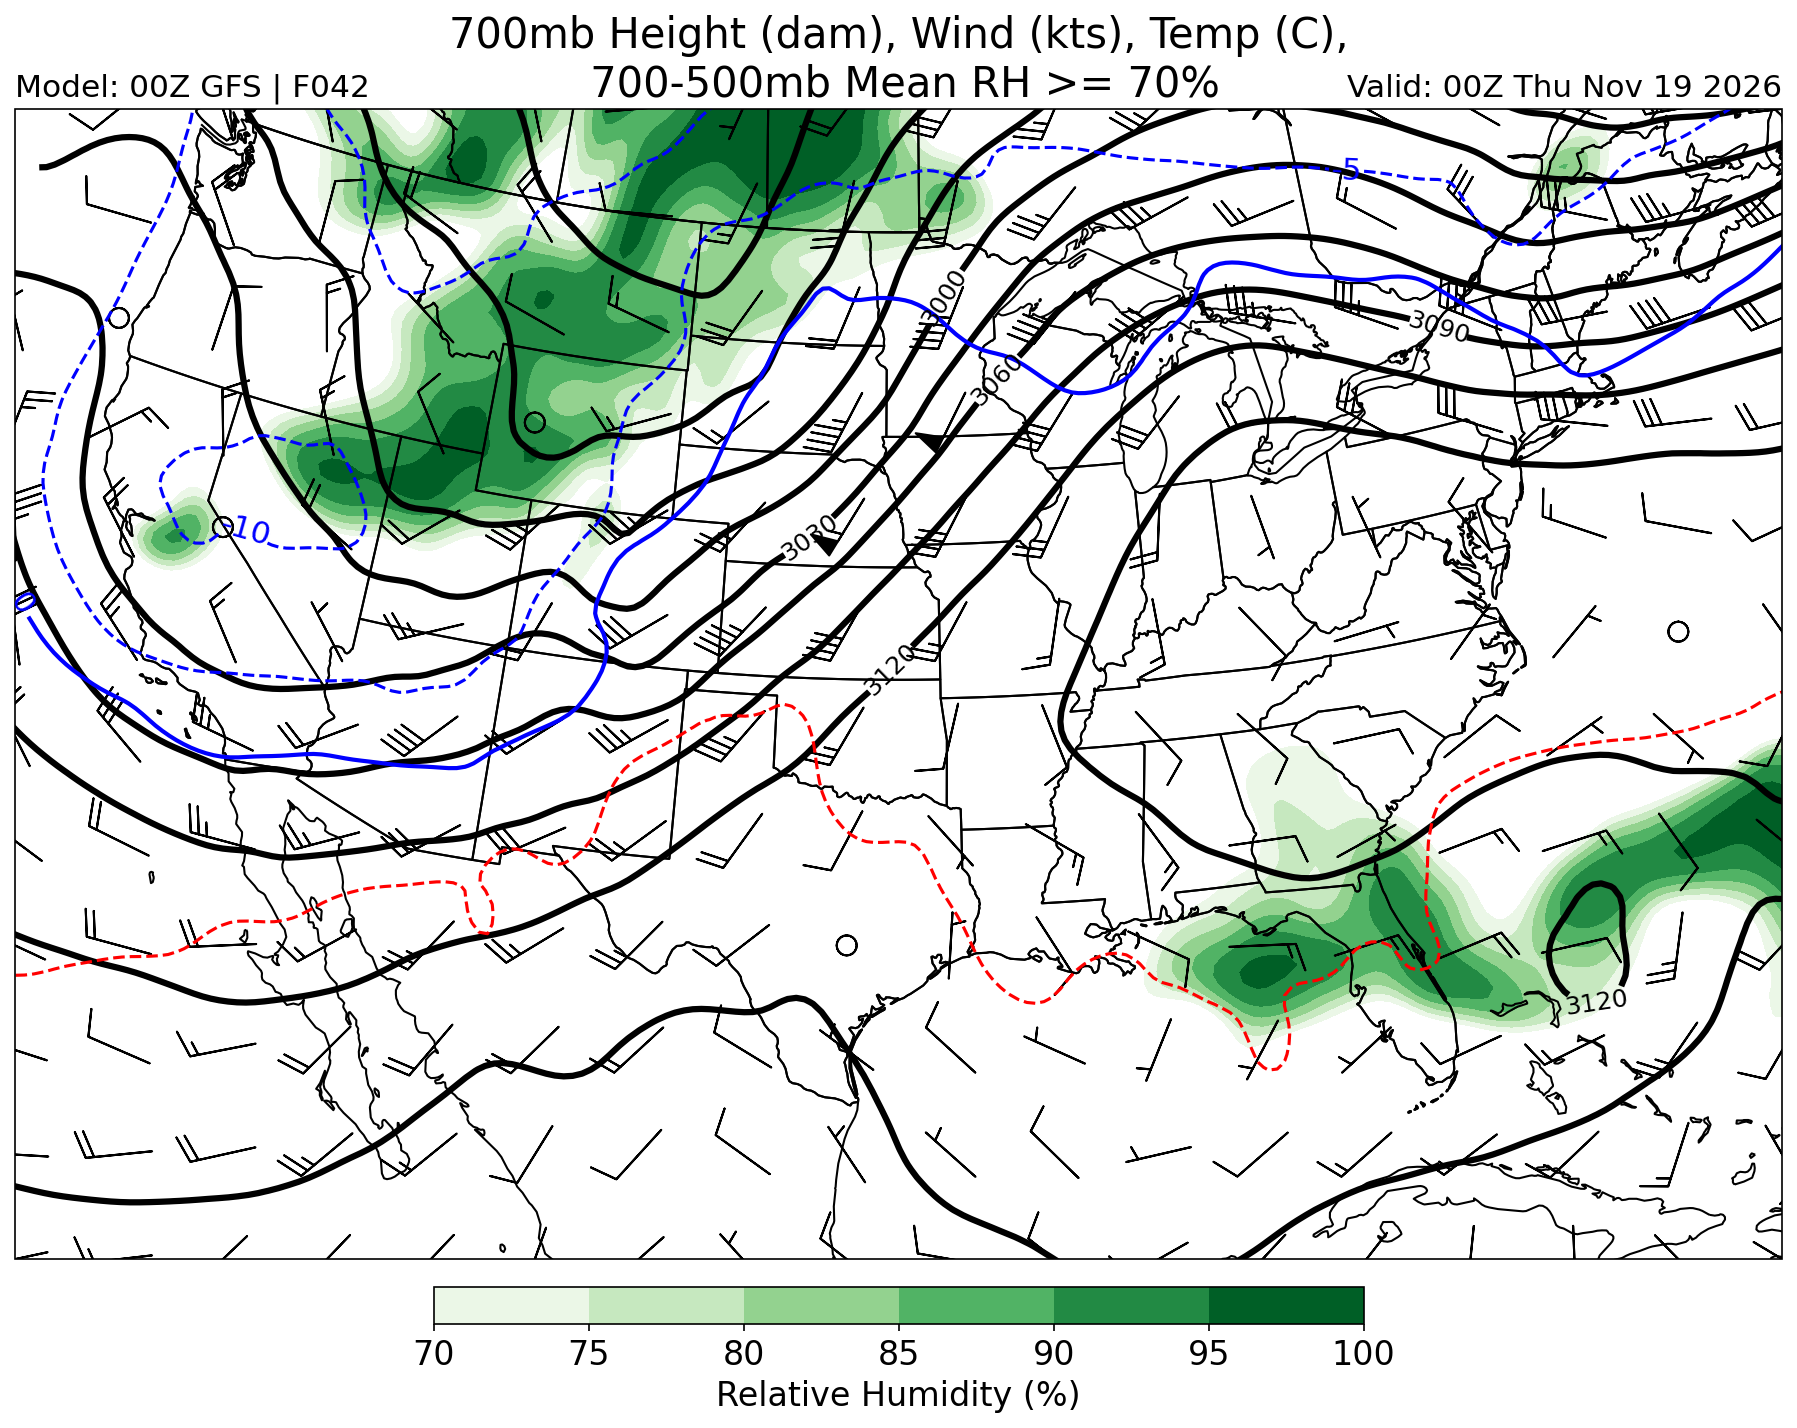 700mb Height (dam), Wind (kts), Temp (C),
Model: 00Z GFS | F042
700-500mb Mean RH >= 70%
Valid: 00Z Thu Nov 19 2026
5
3000
3090
3060
-10
3030
0
3120
3120
70 75 80 85 90 95 100
Relative Humidity (%)